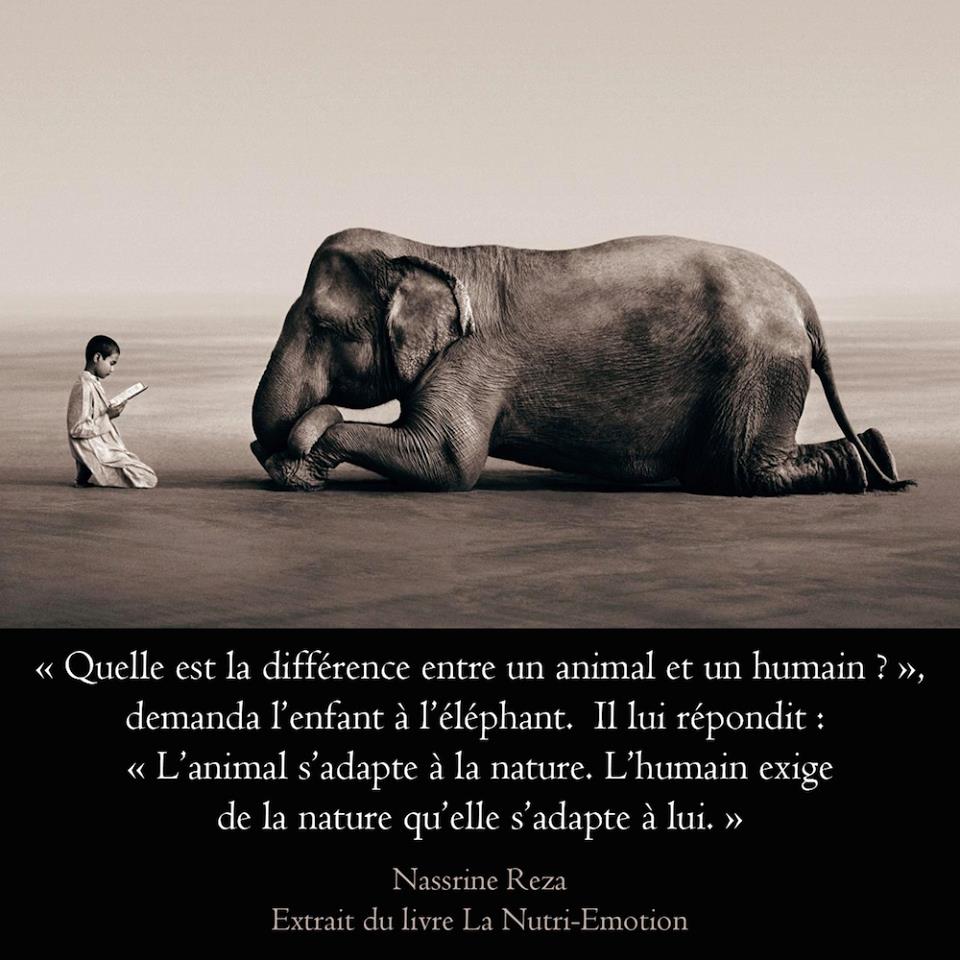 « Quelle est la différence entre un animal et un humain ? »,
demanda l’enfant à l’éléphant.  Il lui répondit :
« L’animal s’adapte à la nature. L’humain exige
de la nature qu’elle s’adapte à lui. »
Nassrine Reza
Extrait du livre La Nutri-Emotion